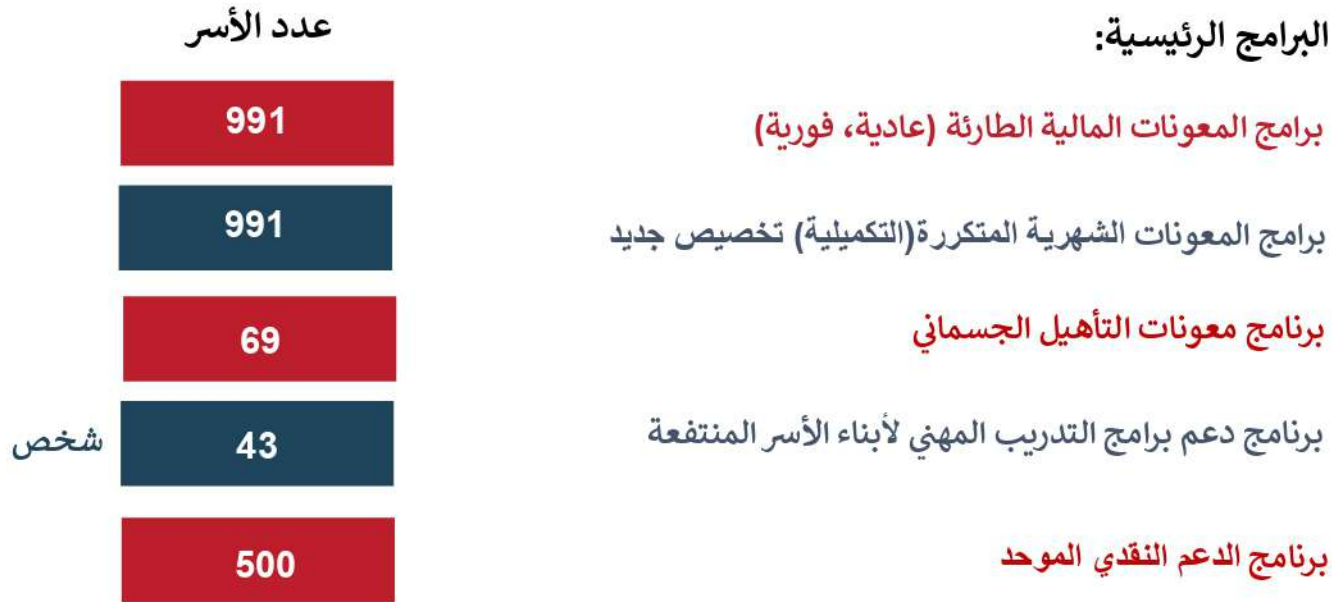 البرامج الرئيسية:
عدد الأسر
برامج المعونات المالية الطارئة (عادية، فورية)
991
برامج المعونات الشهرية المتكررة(التكميلية) تخصيص جديد
991
برنامج معونات التأهيل الجسماني
69
برنامج دعم برامج التدريب المهني لأبناء الأسر المنتفعة
43
شخص
برنامج الدعم النقدي الموحد
500